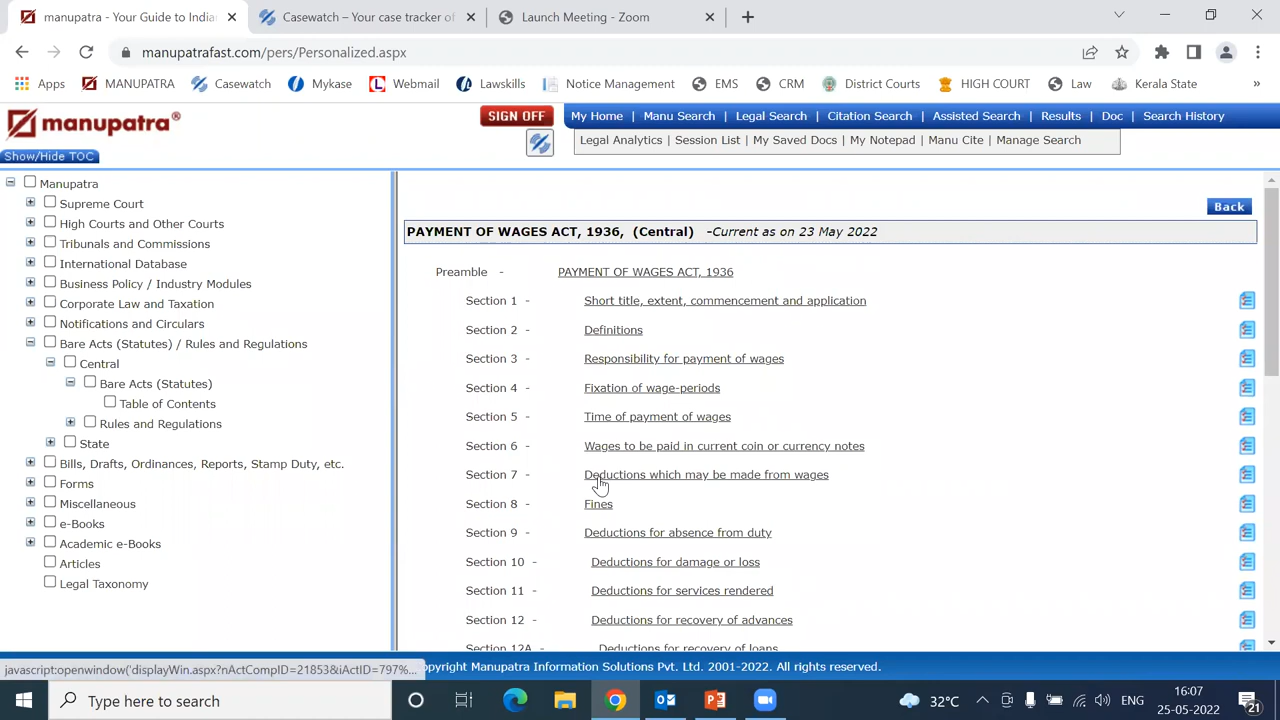 manupatra - Your Guide to Indian
Casewatch – Your case tracker of
Launch Meeting - Zoom
manupatrafast.com/pers/Personalized.aspx
Apps
MANUPATRA
Casewatch
Mykase
Webmail
Lawskills
Notice Management
EMS
CRM
District Courts
HIGH COURT
Law
Kerala State
»
manupatra®
SIGN OFF
My Home | Manu Search | Legal Search | Citation Search | Assisted Search | Results | Doc | Search History
Legal Analytics | Session List | My Saved Docs | My Notepad | Manu Cite | Manage Search
Show/Hide TOC
Manupatra
Supreme Court
High Courts and Other Courts
Tribunals and Commissions
International Database
Business Policy / Industry Modules
Corporate Law and Taxation
Notifications and Circulars
Bare Acts (Statutes) / Rules and Regulations
Central
Bare Acts (Statutes)
Table of Contents
Rules and Regulations
State
Bills, Drafts, Ordinances, Reports, Stamp Duty, etc.
Forms
Miscellaneous
e-Books
Academic e-Books
Articles
Legal Taxonomy
Back
PAYMENT OF WAGES ACT, 1936, (Central) -Current as on 23 May 2022
Preamble - PAYMENT OF WAGES ACT, 1936
Section 1 - Short title, extent, commencement and application
Section 2 - Definitions
Section 3 - Responsibility for payment of wages
Section 4 - Fixation of wage-periods
Section 5 - Time of payment of wages
Section 6 - Wages to be paid in current coin or currency notes
Section 7 - Deductions which may be made from wages
Section 8 - Fines
Section 9 - Deductions for absence from duty
Section 10 - Deductions for damage or loss
Section 11 - Deductions for services rendered
Section 12 - Deductions for recovery of advances
Section 12A - Deductions for recovery of loans
javascript:openwindow('displayWin.aspx?nActCompID=21853&iActID=797%...
opyright Manupatra Information Solutions Pvt. Ltd. 2001-2022. All rights reserved.
Type here to search
32°C
ENG
16:07
25-05-2022
21